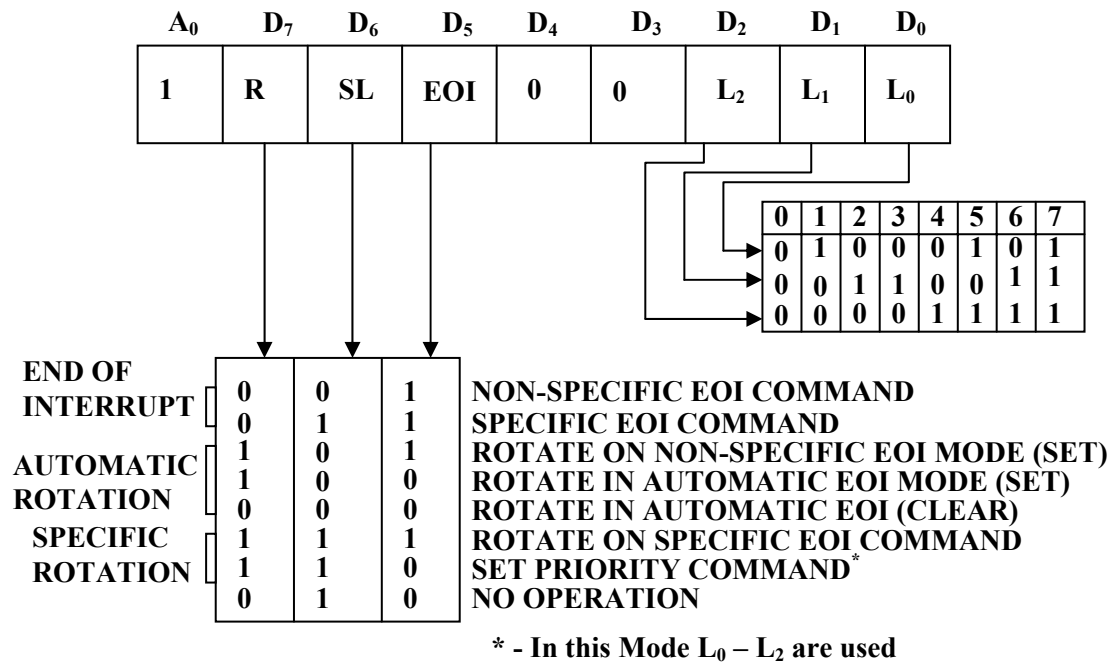 A₀ D₇ D₆ D₅ D₄ D₃ D₂ D₁ D₀
1 R SL EOI 0 0 L₂ L₁ L₀
0 1 2 3 4 5 6 7
0 1 0 0 0 1 0 1
0 0 1 1 0 0 1 1
0 0 0 0 1 1 1 1
END OF
INTERRUPT
0 0 1 NON-SPECIFIC EOI COMMAND
0 1 1 SPECIFIC EOI COMMAND
AUTOMATIC
ROTATION
1 0 1 ROTATE ON NON-SPECIFIC EOI MODE (SET)
1 0 0 ROTATE IN AUTOMATIC EOI MODE (SET)
0 0 0 ROTATE IN AUTOMATIC EOI (CLEAR)
SPECIFIC
ROTATION
1 1 1 ROTATE ON SPECIFIC EOI COMMAND
1 1 0 SET PRIORITY COMMAND*
0 1 0 NO OPERATION
* - In this Mode L₀ – L₂ are used